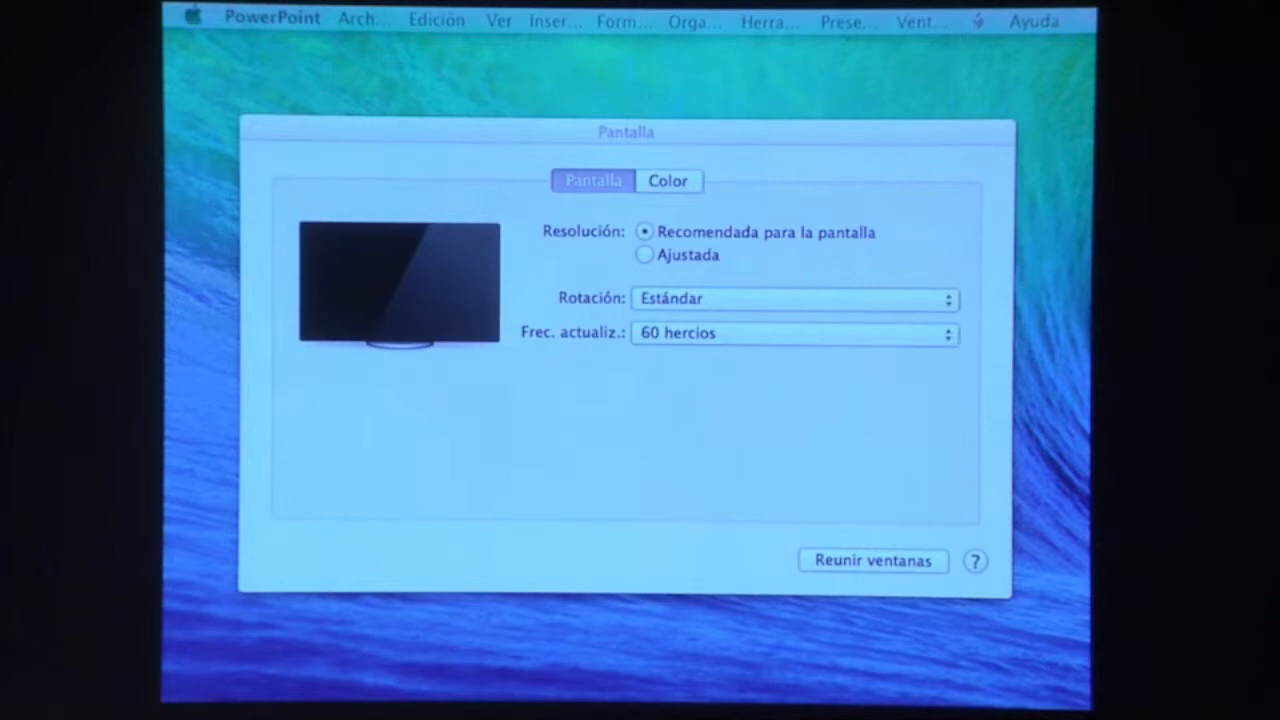 PowerPoint Arch... Edición Ver Inser... Form... Orga... Herra... Prese... Vent... Ayuda
Pantalla
Pantalla Color
Resolución: Recomendada para la pantalla
Ajustada
Rotación: Estándar
Frec. actualiz.: 60 hercios
Reunir ventanas ?